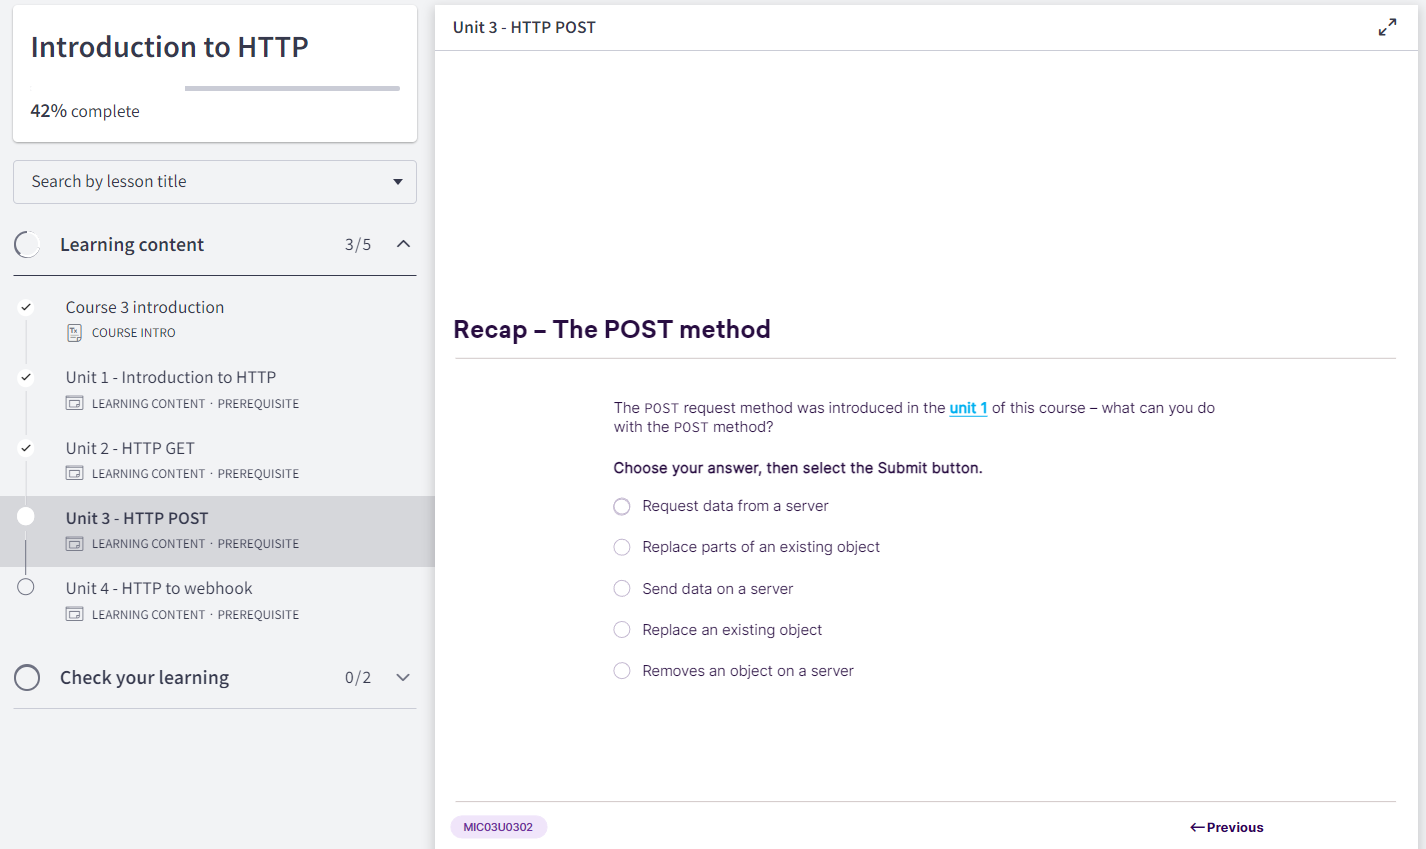 Introduction to HTTP
42% complete
Search by lesson title
Learning content 3/5
Course 3 introduction
COURSE INTRO
Unit 1 - Introduction to HTTP
LEARNING CONTENT · PREREQUISITE
Unit 2 - HTTP GET
LEARNING CONTENT · PREREQUISITE
Unit 3 - HTTP POST
LEARNING CONTENT · PREREQUISITE
Unit 4 - HTTP to webhook
LEARNING CONTENT · PREREQUISITE
Check your learning 0/2
Unit 3 - HTTP POST
Recap – The POST method
The POST request method was introduced in the unit 1 of this course – what can you do
with the POST method?
Choose your answer, then select the Submit button.
Request data from a server
Replace parts of an existing object
Send data on a server
Replace an existing object
Removes an object on a server
MIC03U0302
←Previous